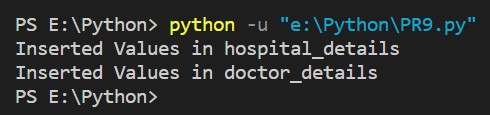 PS E:\Python> python -u "e:\Python\PR9.py"
Inserted Values in hospital_details
Inserted Values in doctor_details
PS E:\Python>